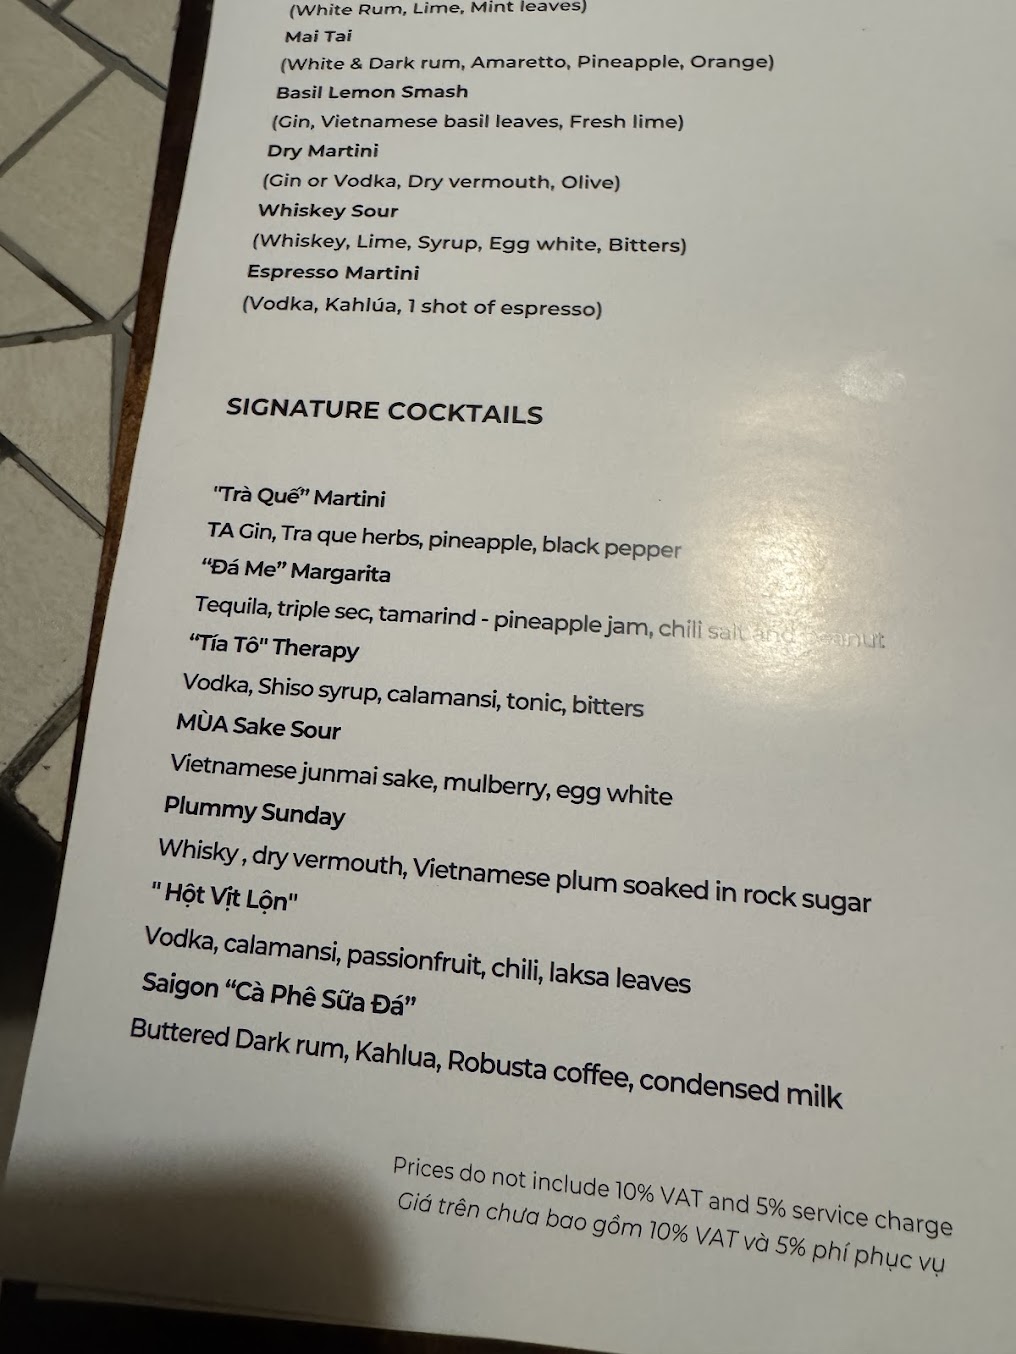 (White Rum, Lime, Mint leaves)
Mai Tai
(White & Dark rum, Amaretto, Pineapple, Orange)
Basil Lemon Smash
(Gin, Vietnamese basil leaves, Fresh lime)
Dry Martini
(Gin or Vodka, Dry vermouth, Olive)
Whiskey Sour
(Whiskey, Lime, Syrup, Egg white, Bitters)
Espresso Martini
(Vodka, Kahlúa, 1 shot of espresso)
SIGNATURE COCKTAILS
"Trà Quế” Martini
TA Gin, Tra que herbs, pineapple, black pepper
“Đá Me” Margarita
Tequila, triple sec, tamarind - pineapple jam, chili salt and peanut
“Tía Tô" Therapy
Vodka, Shiso syrup, calamansi, tonic, bitters
MÙA Sake Sour
Vietnamese junmai sake, mulberry, egg white
Plummy Sunday
Whisky , dry vermouth, Vietnamese plum soaked in rock sugar
" Hột Vịt Lộn"
Vodka, calamansi, passionfruit, chili, laksa leaves
Saigon “Cà Phê Sữa Đá”
Buttered Dark rum, Kahlua, Robusta coffee, condensed milk
Prices do not include 10% VAT and 5% service charge
Giá trên chưa bao gồm 10% VAT và 5% phí phục vụ